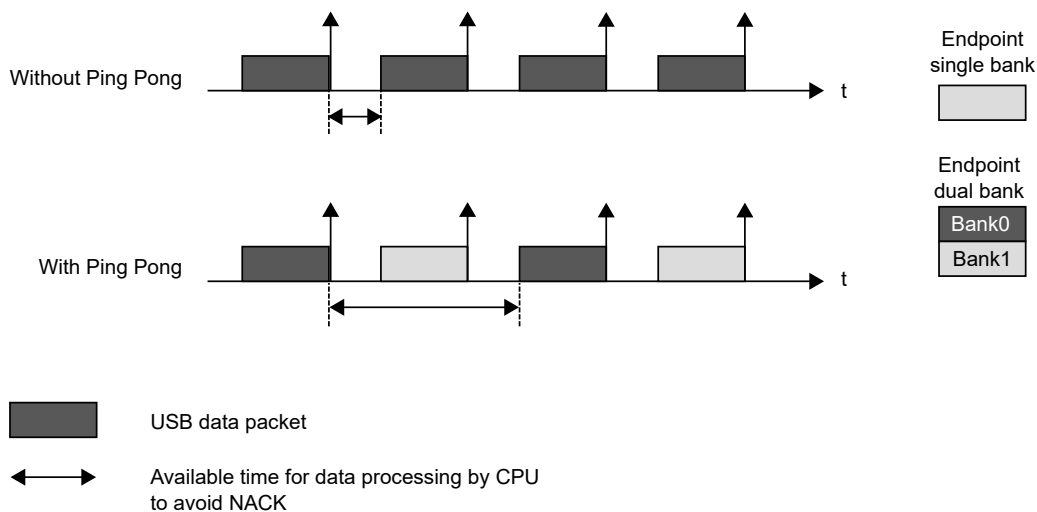 Without Ping Pong
t
Endpoint
single bank
Endpoint
dual bank
Bank0
Bank1
With Ping Pong
t
USB data packet
Available time for data processing by CPU
to avoid NACK